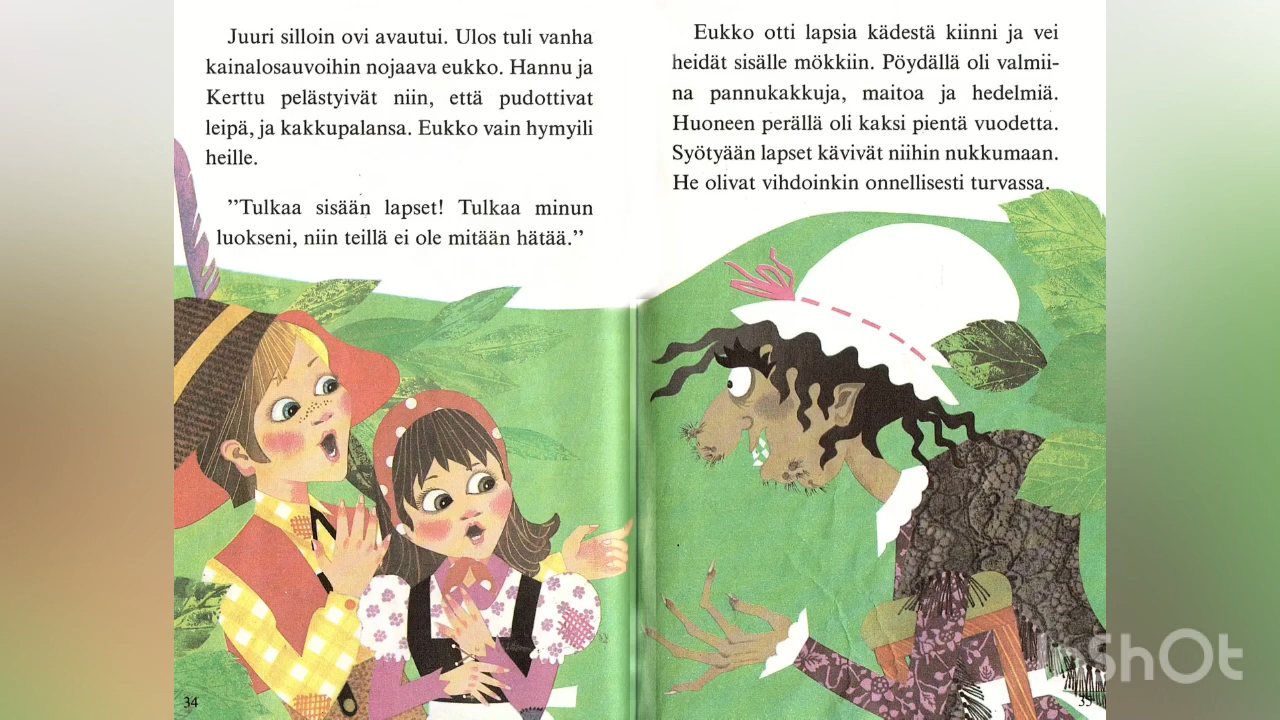 Juuri silloin ovi avautui. Ulos tuli vanha
kainalosauvoihin nojaava eukko. Hannu ja
Kerttu pelästyivät niin, että pudottivat
leipä, ja kakkupalansa. Eukko vain hymyili
heille.
”Tulkaa sisään lapset! Tulkaa minun
luokseni, niin teillä ei ole mitään hätää.”
34
Eukko otti lapsia kädestä kiinni ja vei
heidät sisälle mökkiin. Pöydällä oli valmii-
na pannukakkuja, maitoa ja hedelmiä.
Huoneen perällä oli kaksi pientä vuodetta.
Syötyään lapset kävivät niihin nukkumaan.
He olivat vihdoinkin onnellisesti turvassa.
35
InShOt